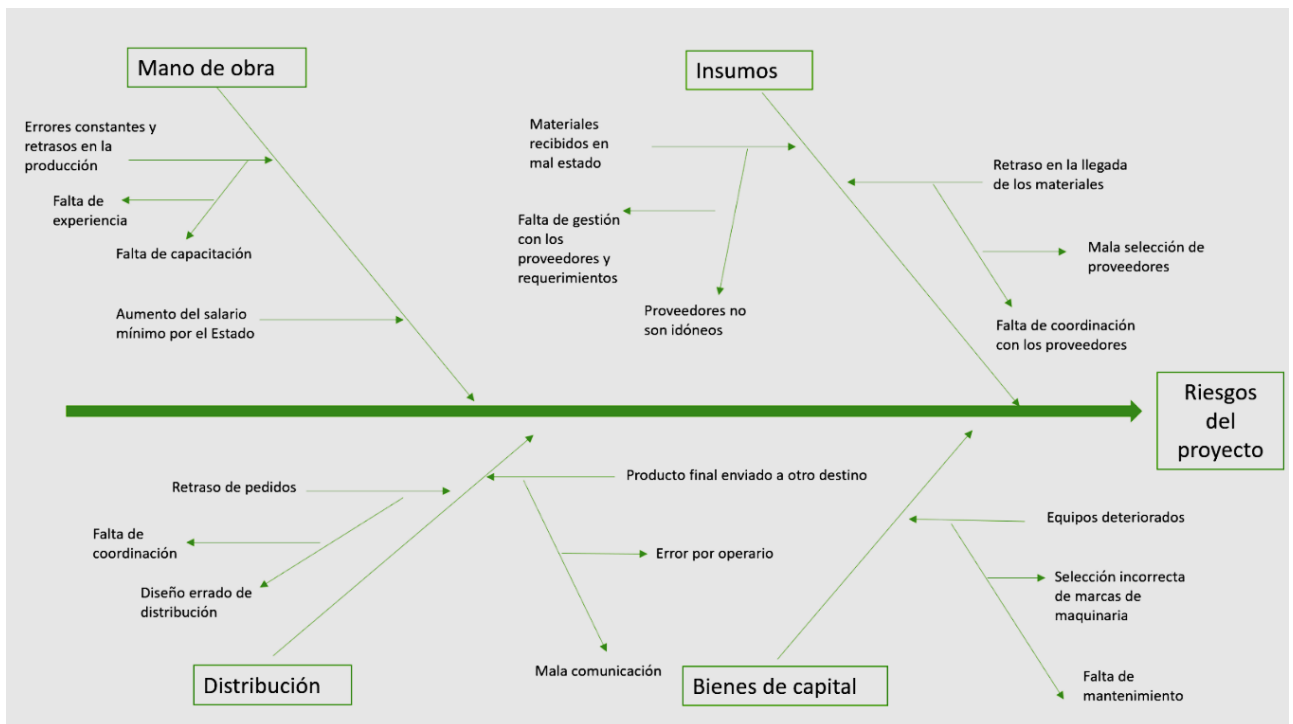 Mano de obra
Errores constantes y
retrasos en la
producción
Falta de
experiencia
Falta de capacitación
Aumento del salario
mínimo por el Estado
Insumos
Materiales
recibidos en
mal estado
Falta de gestión
con los
proveedores y
requerimientos
Proveedores no
son idóneos
Retraso en la llegada
de los materiales
Mala selección de
proveedores
Falta de coordinación
con los proveedores
Riesgos
del
proyecto
Retraso de pedidos
Falta de
coordinación
Diseño errado de
distribución
Distribución
Producto final enviado a otro destino
Error por operario
Mala comunicación
Equipos deteriorados
Selección incorrecta
de marcas de
maquinaria
Falta de
mantenimiento
Bienes de capital